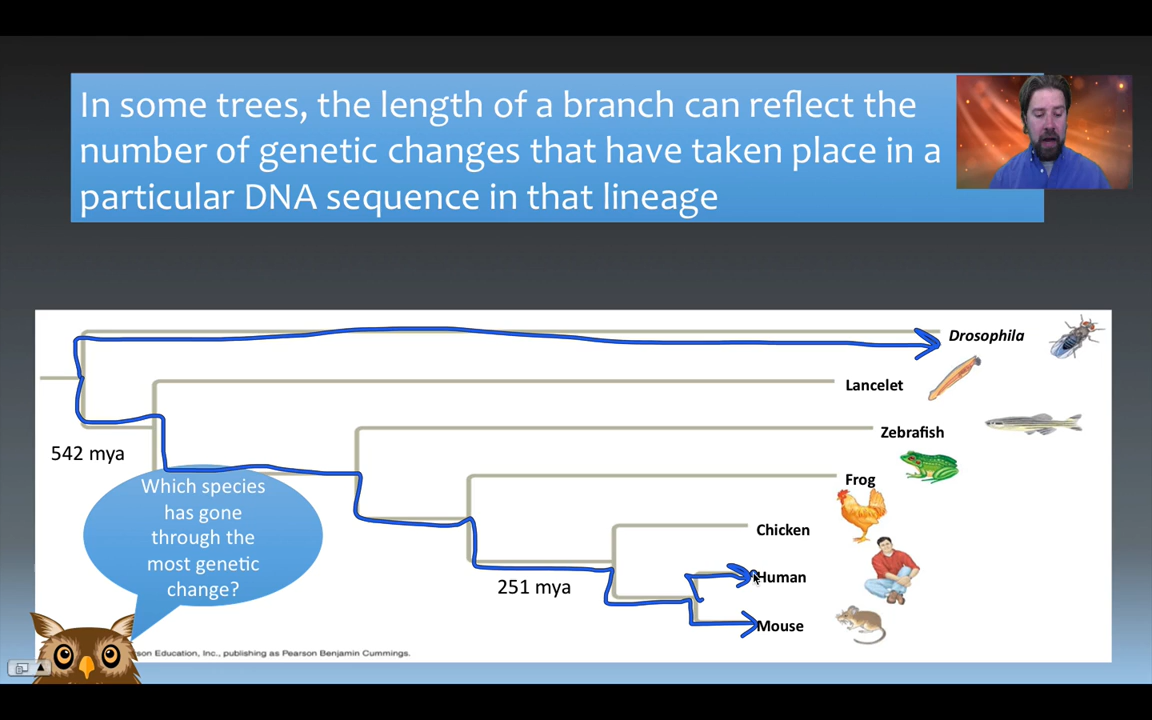 In some trees, the length of a branch can reflect the
number of genetic changes that have taken place in a
particular DNA sequence in that lineage
Drosophila
Lancelet
Zebrafish
542 mya
Frog
Which species
has gone
through the
most genetic
change?
Chicken
Human
251 mya
Mouse
Education, Inc., publishing as Pearson Benjamin Cummings.